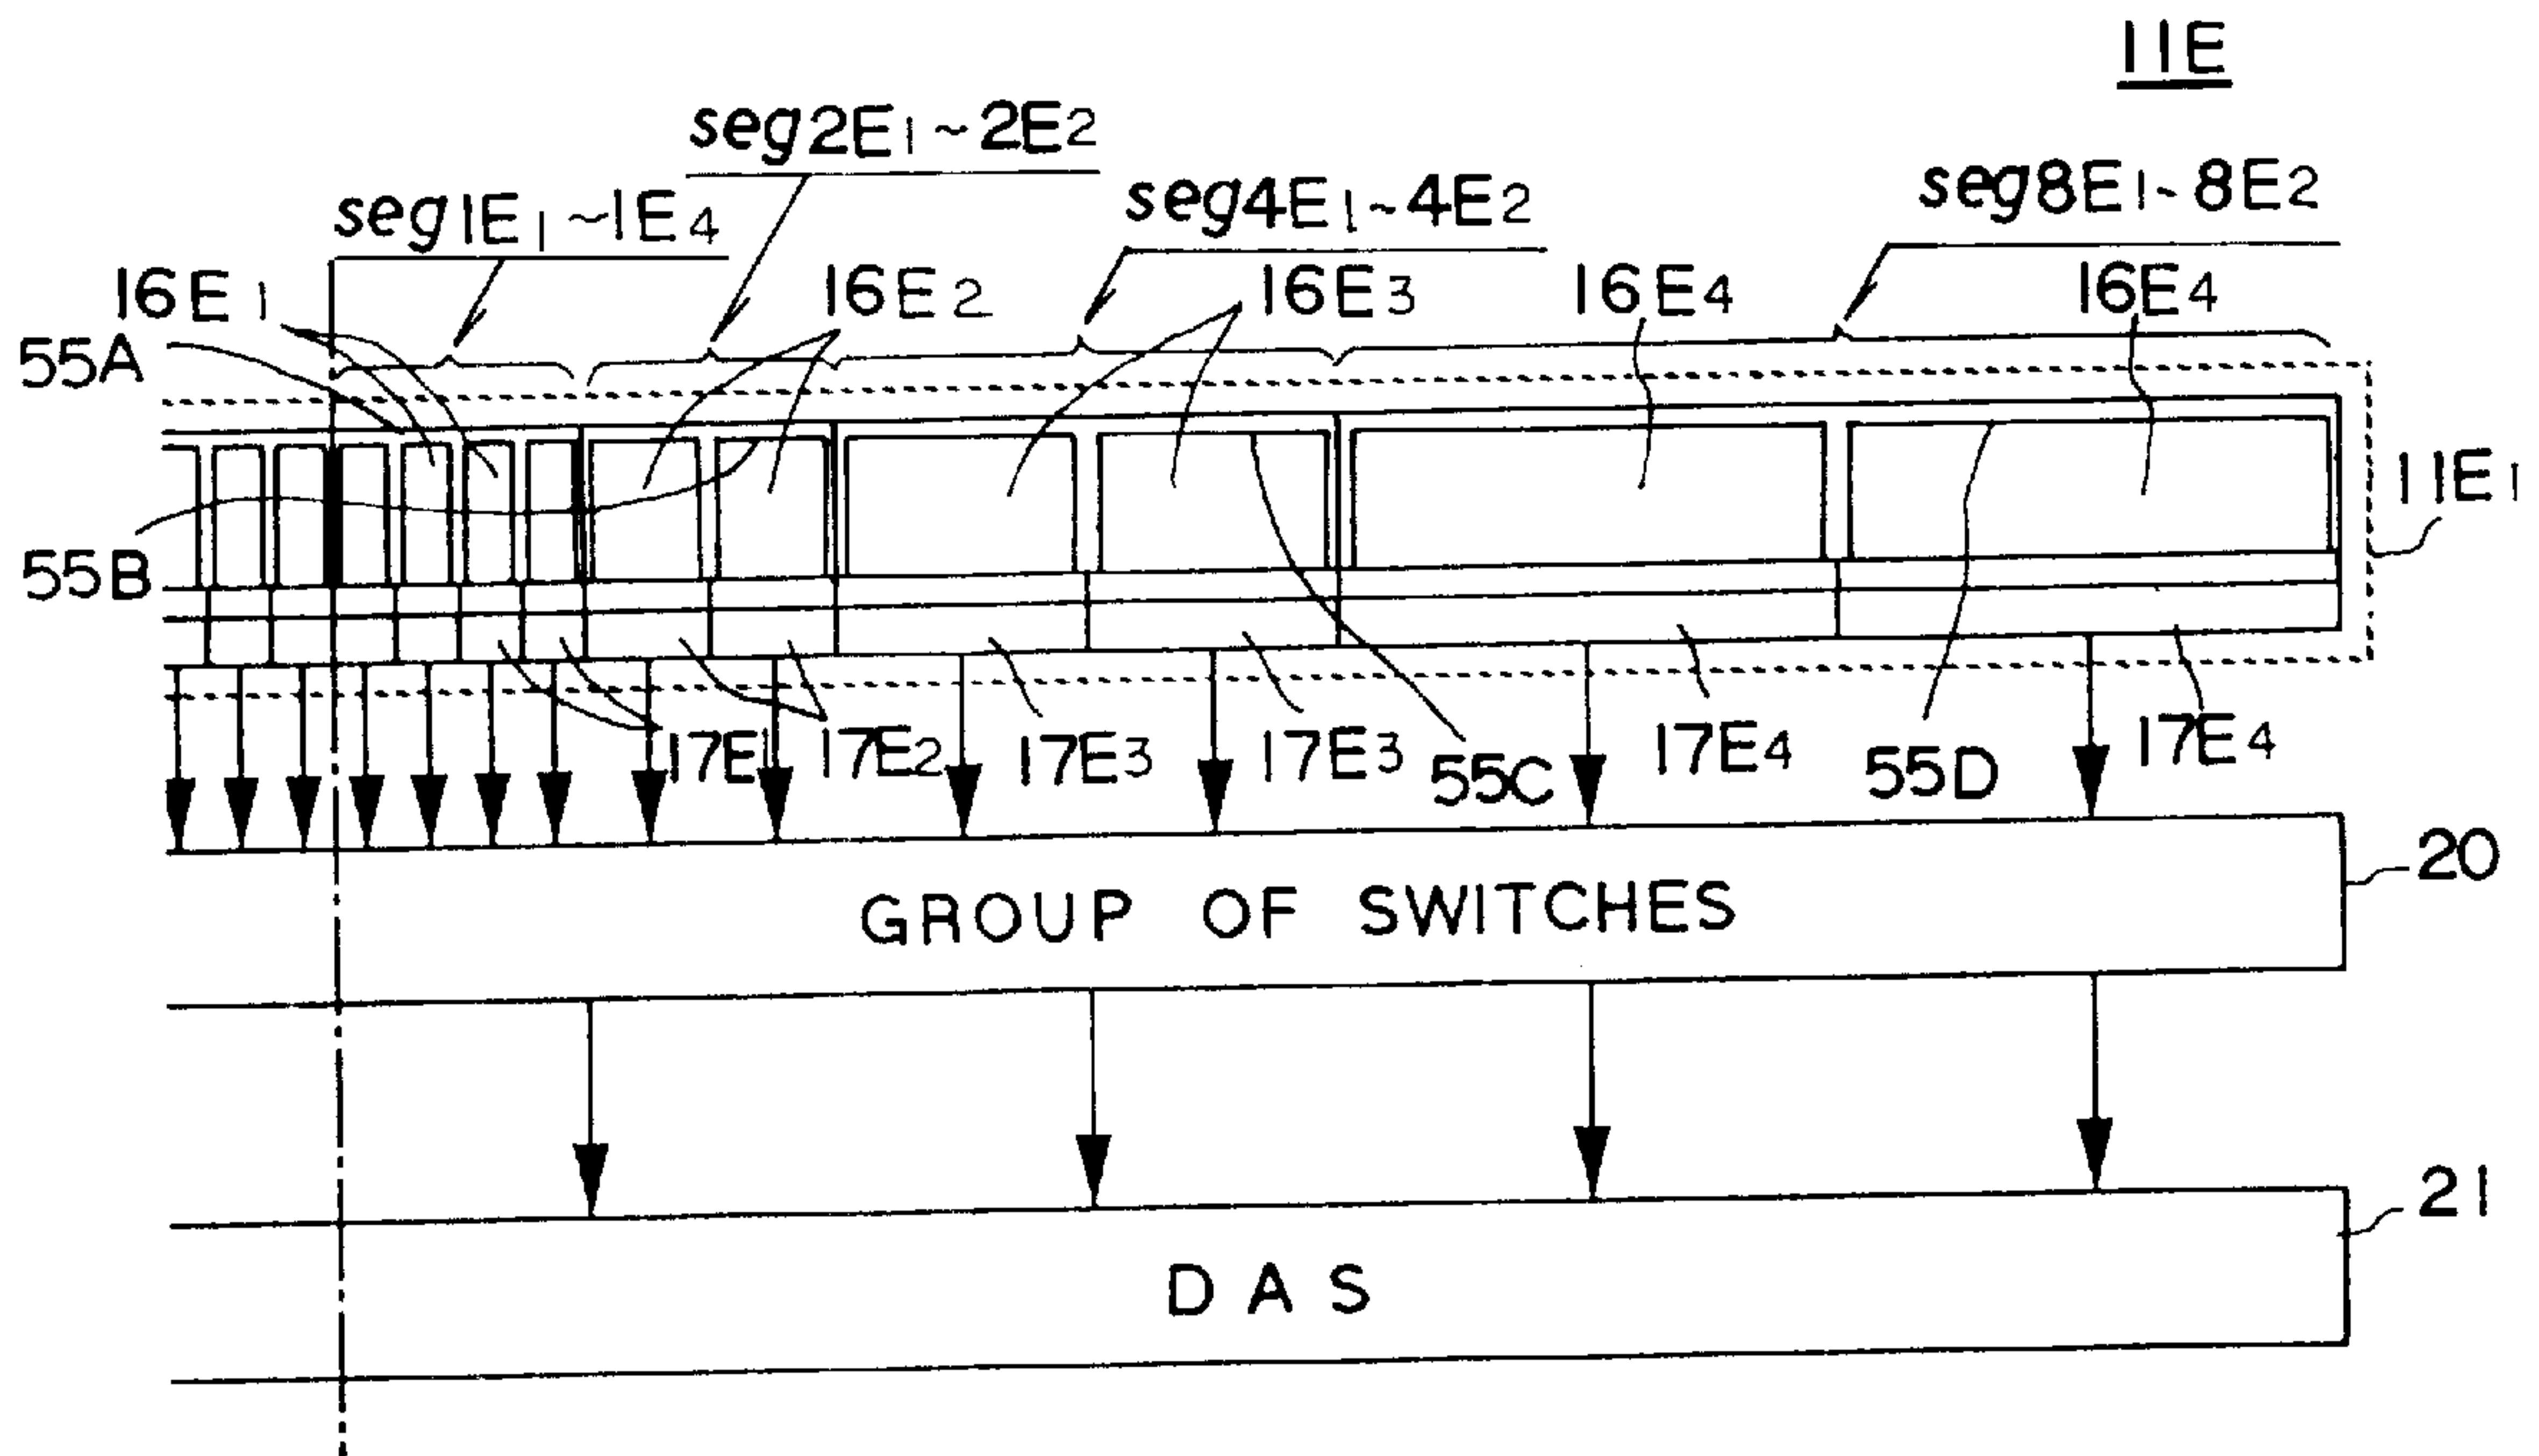 11E
seg2E1~2E2
seg1E1~1E4
seg4E1~4E2
seg8E1~8E2
16E1
16E2
16E3
16E4
16E4
55A
11E1
55B
17E1
17E2
17E3
17E3
55C
17E4
55D
17E4
20
GROUP OF SWITCHES
21
DAS